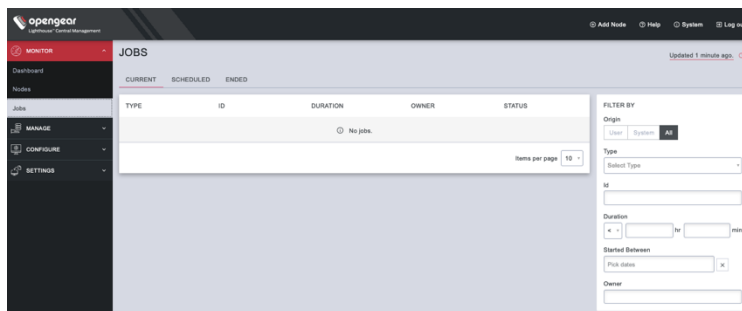 opengear
Lighthouse™ Central Management
Add Node Help System Log ou
MONITOR
Dashboard
Nodes
Jobs
MANAGE
CONFIGURE
SETTINGS
JOBS
Updated 1 minute ago.
CURRENT SCHEDULED ENDED
TYPE ID DURATION OWNER STATUS
No jobs.
Items per page 10
FILTER BY
Origin
User System All
Type
Select Type
Id
Duration
< hr min
Started Between
Pick dates ×
Owner